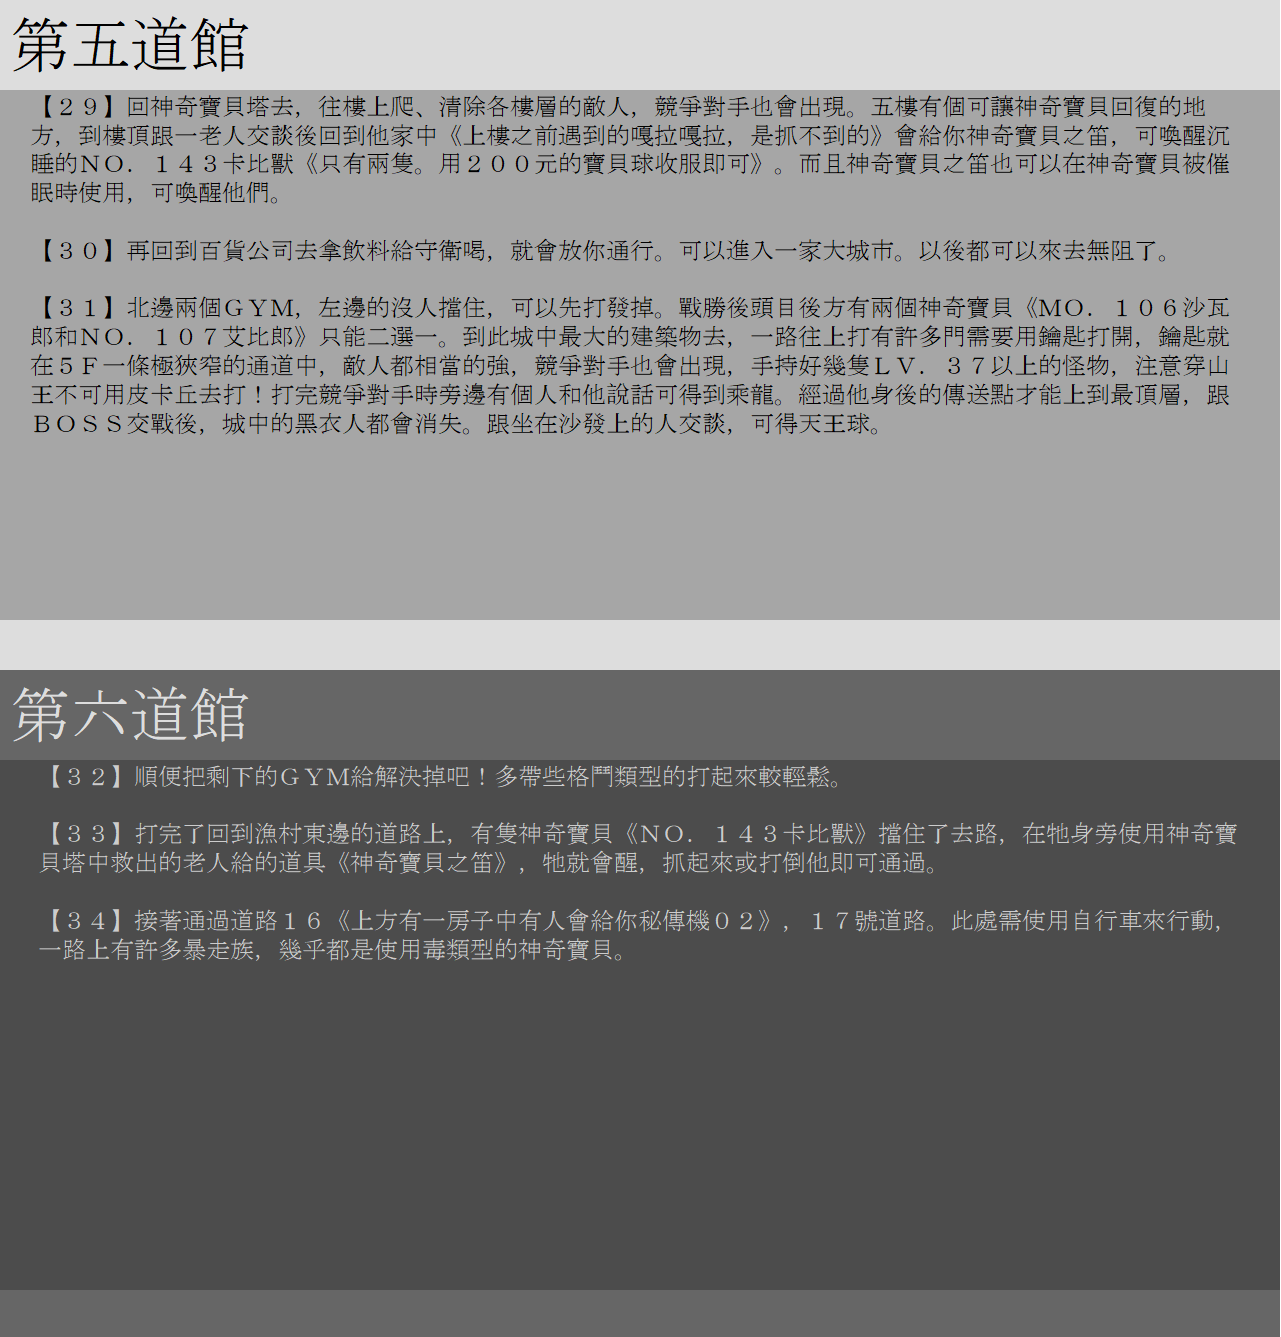 第五道館
【２９】回神奇寶貝塔去，往樓上爬、清除各樓層的敵人，競爭對手也會出現。五樓有個可讓神奇寶貝回復的地
方，到樓頂跟一老人交談後回到他家中《上樓之前遇到的嘎拉嘎拉，是抓不到的》會給你神奇寶貝之笛，可喚醒沉
睡的ＮＯ．１４３卡比獸《只有兩隻。用２００元的寶貝球收服即可》。而且神奇寶貝之笛也可以在神奇寶貝被催
眠時使用，可喚醒他們。
【３０】再回到百貨公司去拿飲料給守衛喝，就會放你通行。可以進入一家大城市。以後都可以來去無阻了。
【３１】北邊兩個ＧＹＭ，左邊的沒人擋住，可以先打發掉。戰勝後頭目後方有兩個神奇寶貝《ＭＯ．１０６沙瓦
郎和ＮＯ．１０７艾比郎》只能二選一。到此城中最大的建築物去，一路往上打有許多門需要用鑰匙打開，鑰匙就
在５Ｆ一條極狹窄的通道中，敵人都相當的強，競爭對手也會出現，手持好幾隻ＬＶ．３７以上的怪物，注意穿山
王不可用皮卡丘去打！打完競爭對手時旁邊有個人和他說話可得到乘龍。經過他身後的傳送點才能上到最頂層，跟
ＢＯＳＳ交戰後，城中的黑衣人都會消失。跟坐在沙發上的人交談，可得天王球。
第六道館
【３２】順便把剩下的ＧＹＭ給解決掉吧！多帶些格鬥類型的打起來較輕鬆。
【３３】打完了回到漁村東邊的道路上，有隻神奇寶貝《ＮＯ．１４３卡比獸》擋住了去路，在牠身旁使用神奇寶
貝塔中救出的老人給的道具《神奇寶貝之笛》，牠就會醒，抓起來或打倒他即可通過。
【３４】接著通過道路１６《上方有一房子中有人會給你秘傳機０２》，１７號道路。此處需使用自行車來行動，
一路上有許多暴走族，幾乎都是使用毒類型的神奇寶貝。